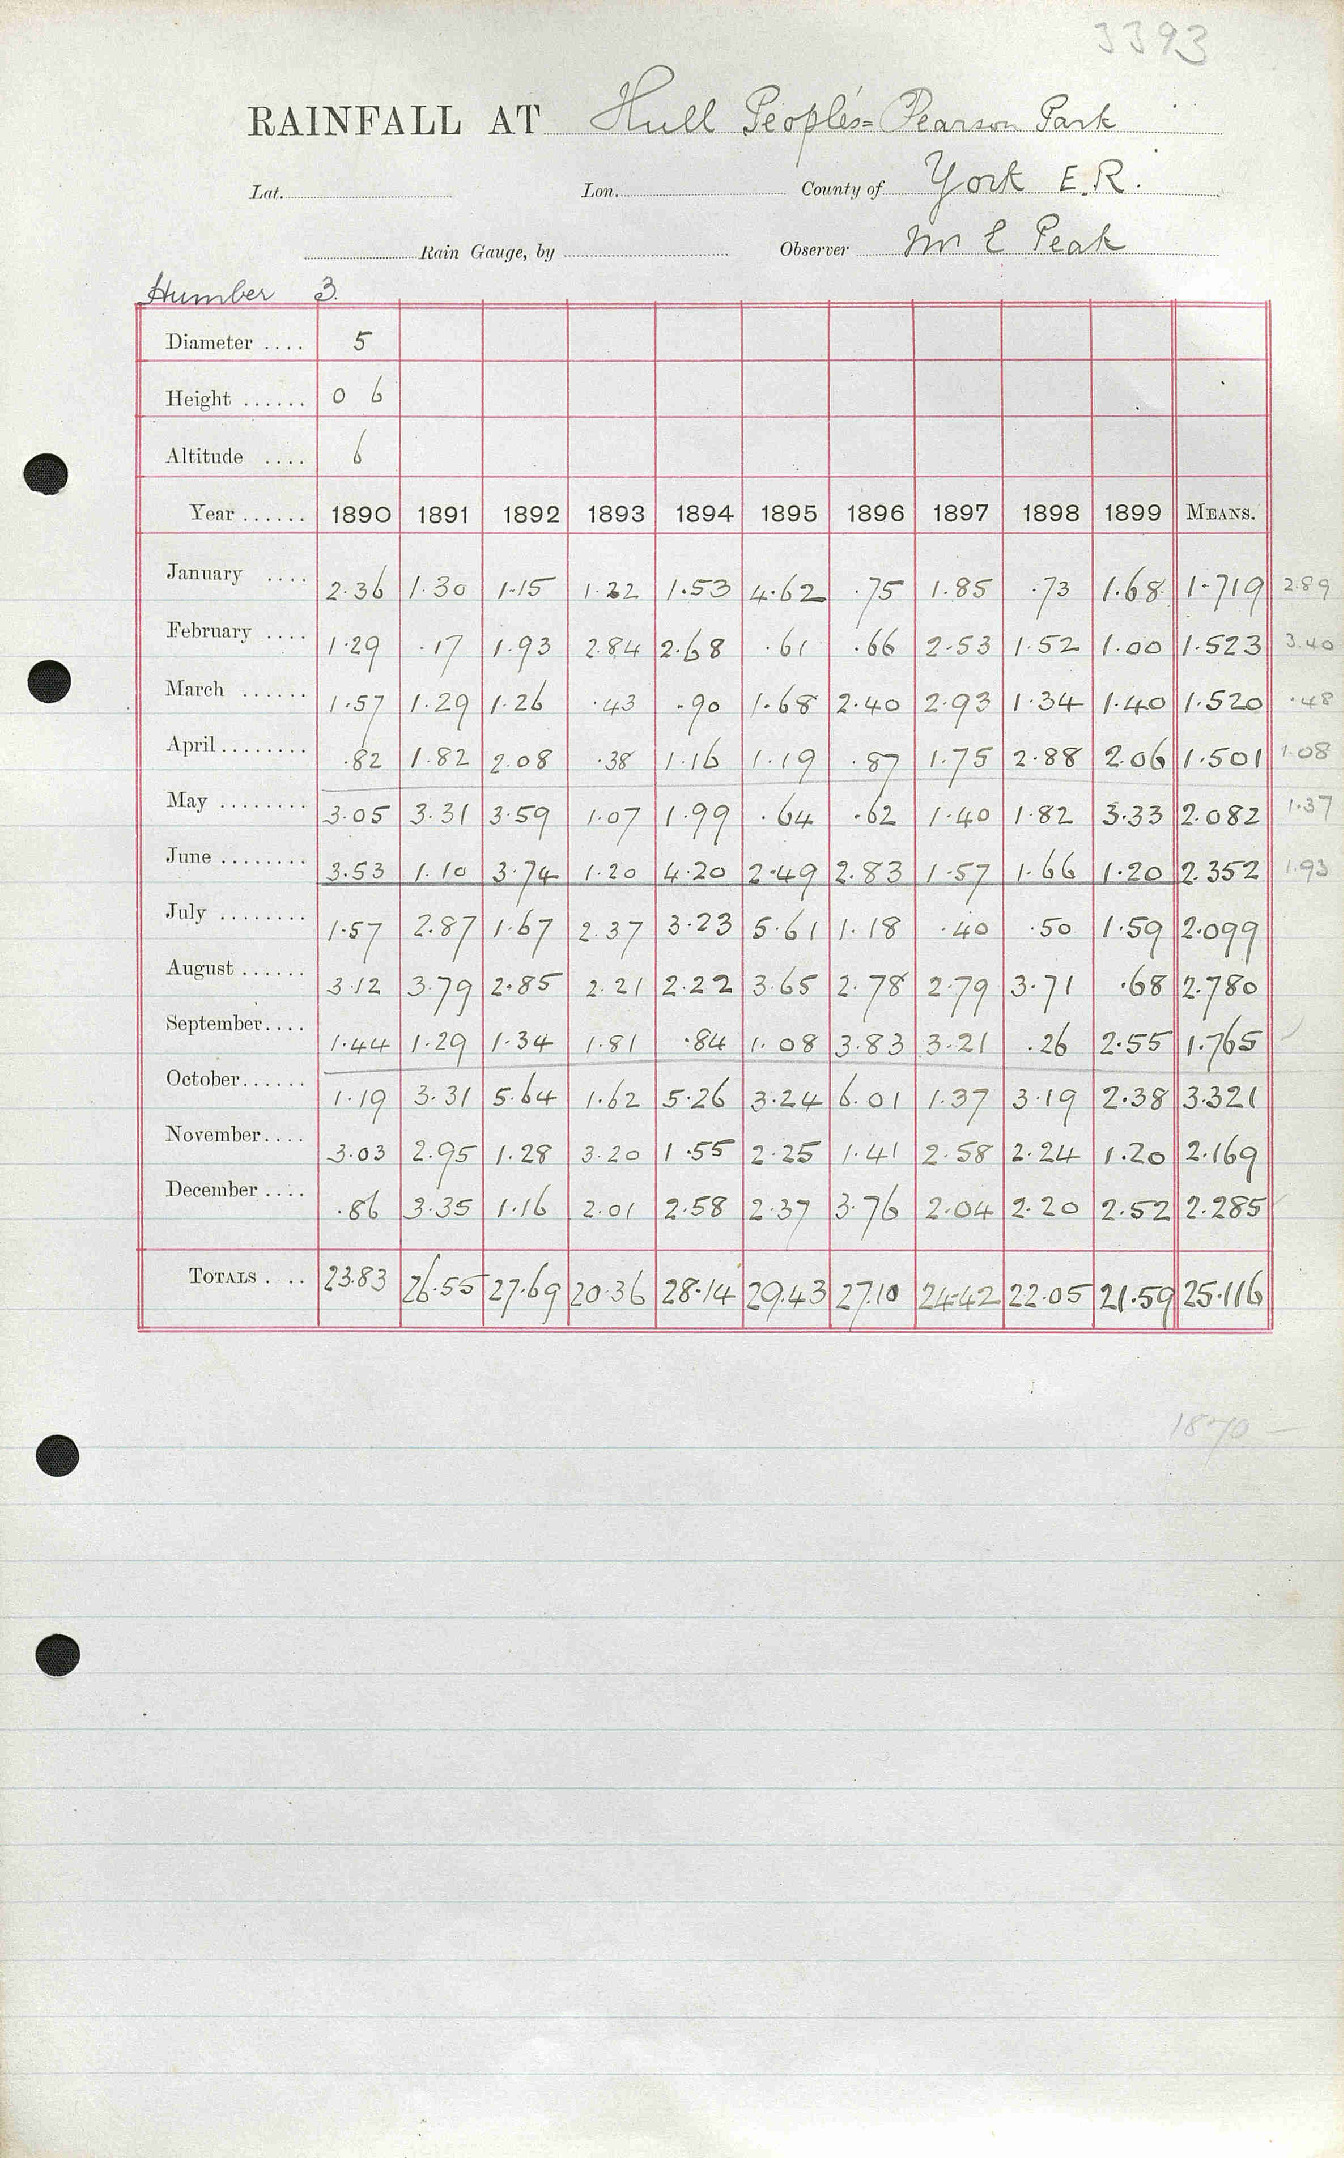 3393
RAINFALL AT Hull People's = Pearson Park
Lat. Lon. County of York E.R.
Rain Gauge, by Observer Mr E Peak
Humber 3.
Diameter .... 5
Height ...... 0 6
Altitude .... 6
Year ...... 1890 1891 1892 1893 1894 1895 1896 1897 1898 1899 MEANS.
January .... 2.36 1.30 1.15 1.22 1.53 4.62 .75 1.85 .73 1.68 1.719 2.89
February .... 1.29 .17 1.93 2.84 2.68 .61 .66 2.53 1.52 1.00 1.523 3.40
March ...... 1.57 1.29 1.26 .43 .90 1.68 2.40 2.93 1.34 1.40 1.520 .48
April ........ .82 1.82 2.08 .38 1.16 1.19 .87 1.75 2.88 2.06 1.501 1.08
May ........ 3.05 3.31 3.59 1.07 1.99 .64 .62 1.40 1.82 3.33 2.082 1.37
June ........ 3.53 1.10 3.74 1.20 4.20 2.49 2.83 1.57 1.66 1.20 2.352 1.93
July ........ 1.57 2.87 1.67 2.37 3.23 5.61 1.18 .40 .50 1.59 2.099
August ...... 3.12 3.79 2.85 2.21 2.22 3.65 2.78 2.79 3.71 .68 2.780
September .... 1.44 1.29 1.34 1.81 .84 1.08 3.83 3.21 .26 2.55 1.765
October ...... 1.19 3.31 5.64 1.62 5.26 3.24 6.01 1.37 3.19 2.38 3.321
November .... 3.03 2.95 1.28 3.20 1.55 2.25 1.41 2.58 2.24 1.20 2.169
December .... .86 3.35 1.16 2.01 2.58 2.37 3.76 2.04 2.20 2.52 2.285
TOTALS . .. 23.83 26.55 27.69 20.36 28.14 29.43 27.10 24.42 22.05 21.59 25.116
1870 –